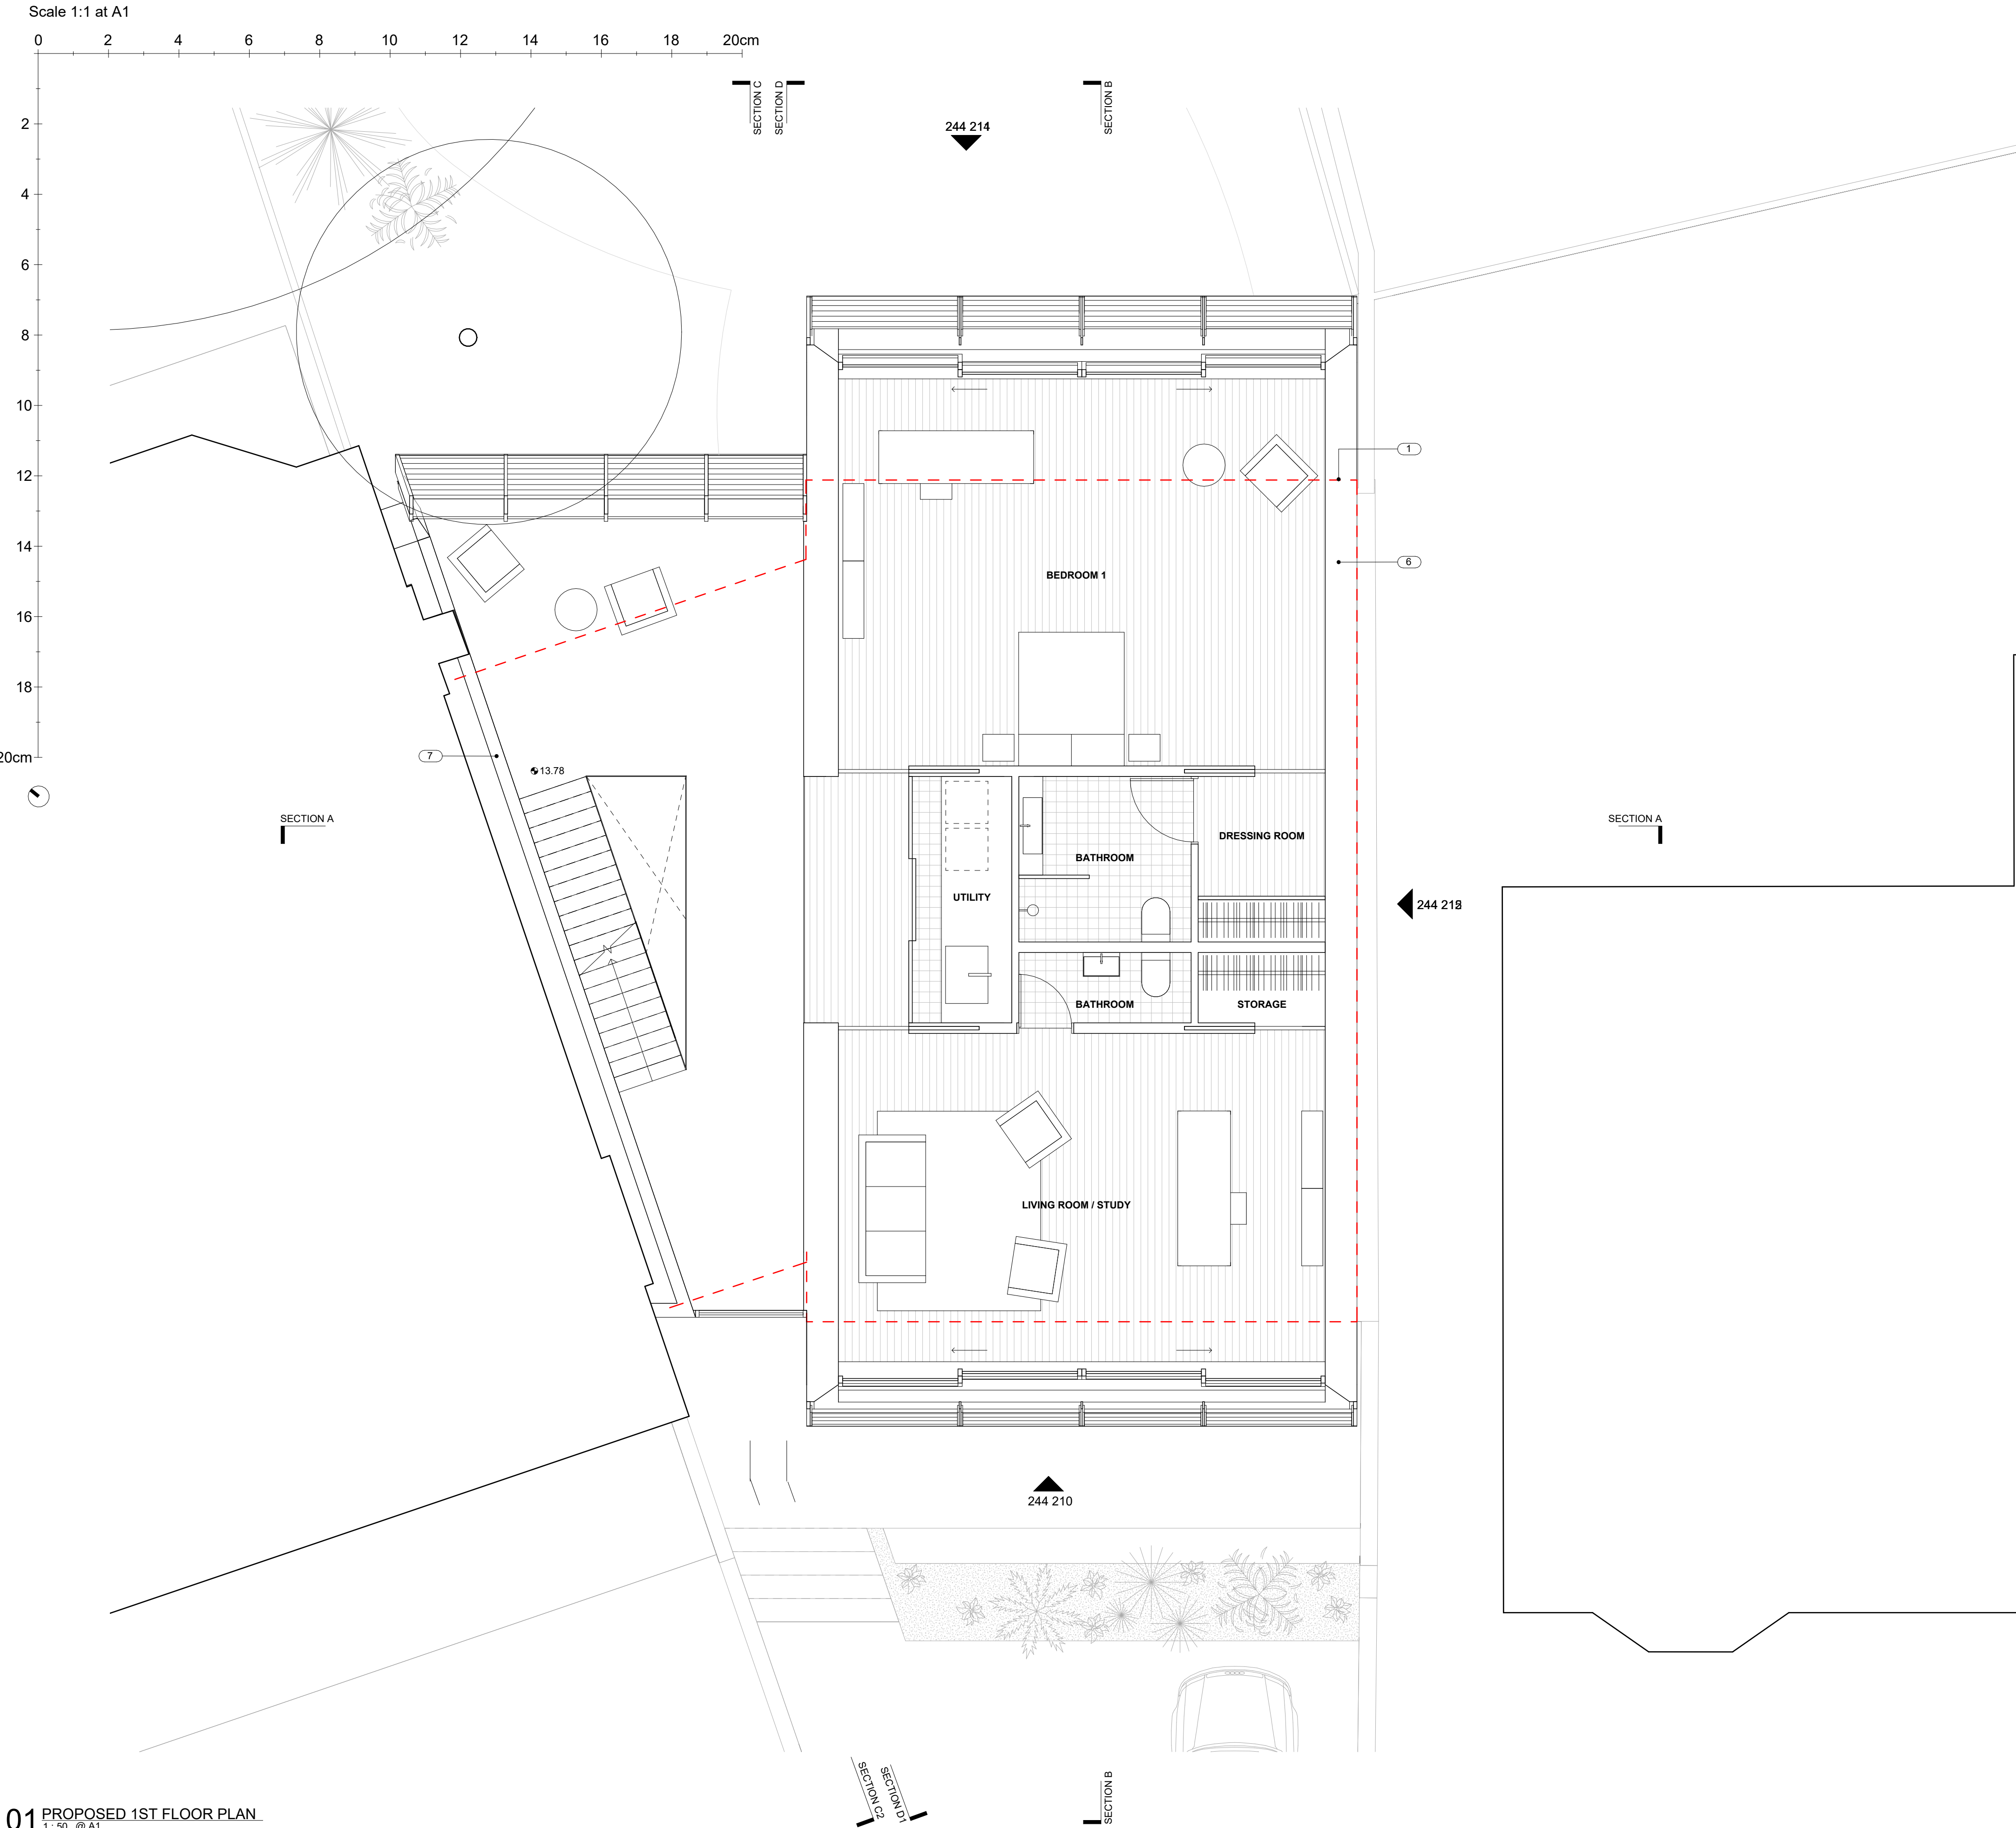 Scale 1:1 at A1
0 2 4 6 8 10 12 14 16 18 20cm
2
4
6
8
10
12
14
16
18
20cm
SECTION C
SECTION D
SECTION B
244 214
1
6
BEDROOM 1
7
13.78
SECTION A
SECTION A
DRESSING ROOM
BATHROOM
UTILITY
BATHROOM
STORAGE
LIVING ROOM / STUDY
244 210
SECTION C2
SECTION D1
SECTION B
01 PROPOSED 1ST FLOOR PLAN
1 : 50 @ A1